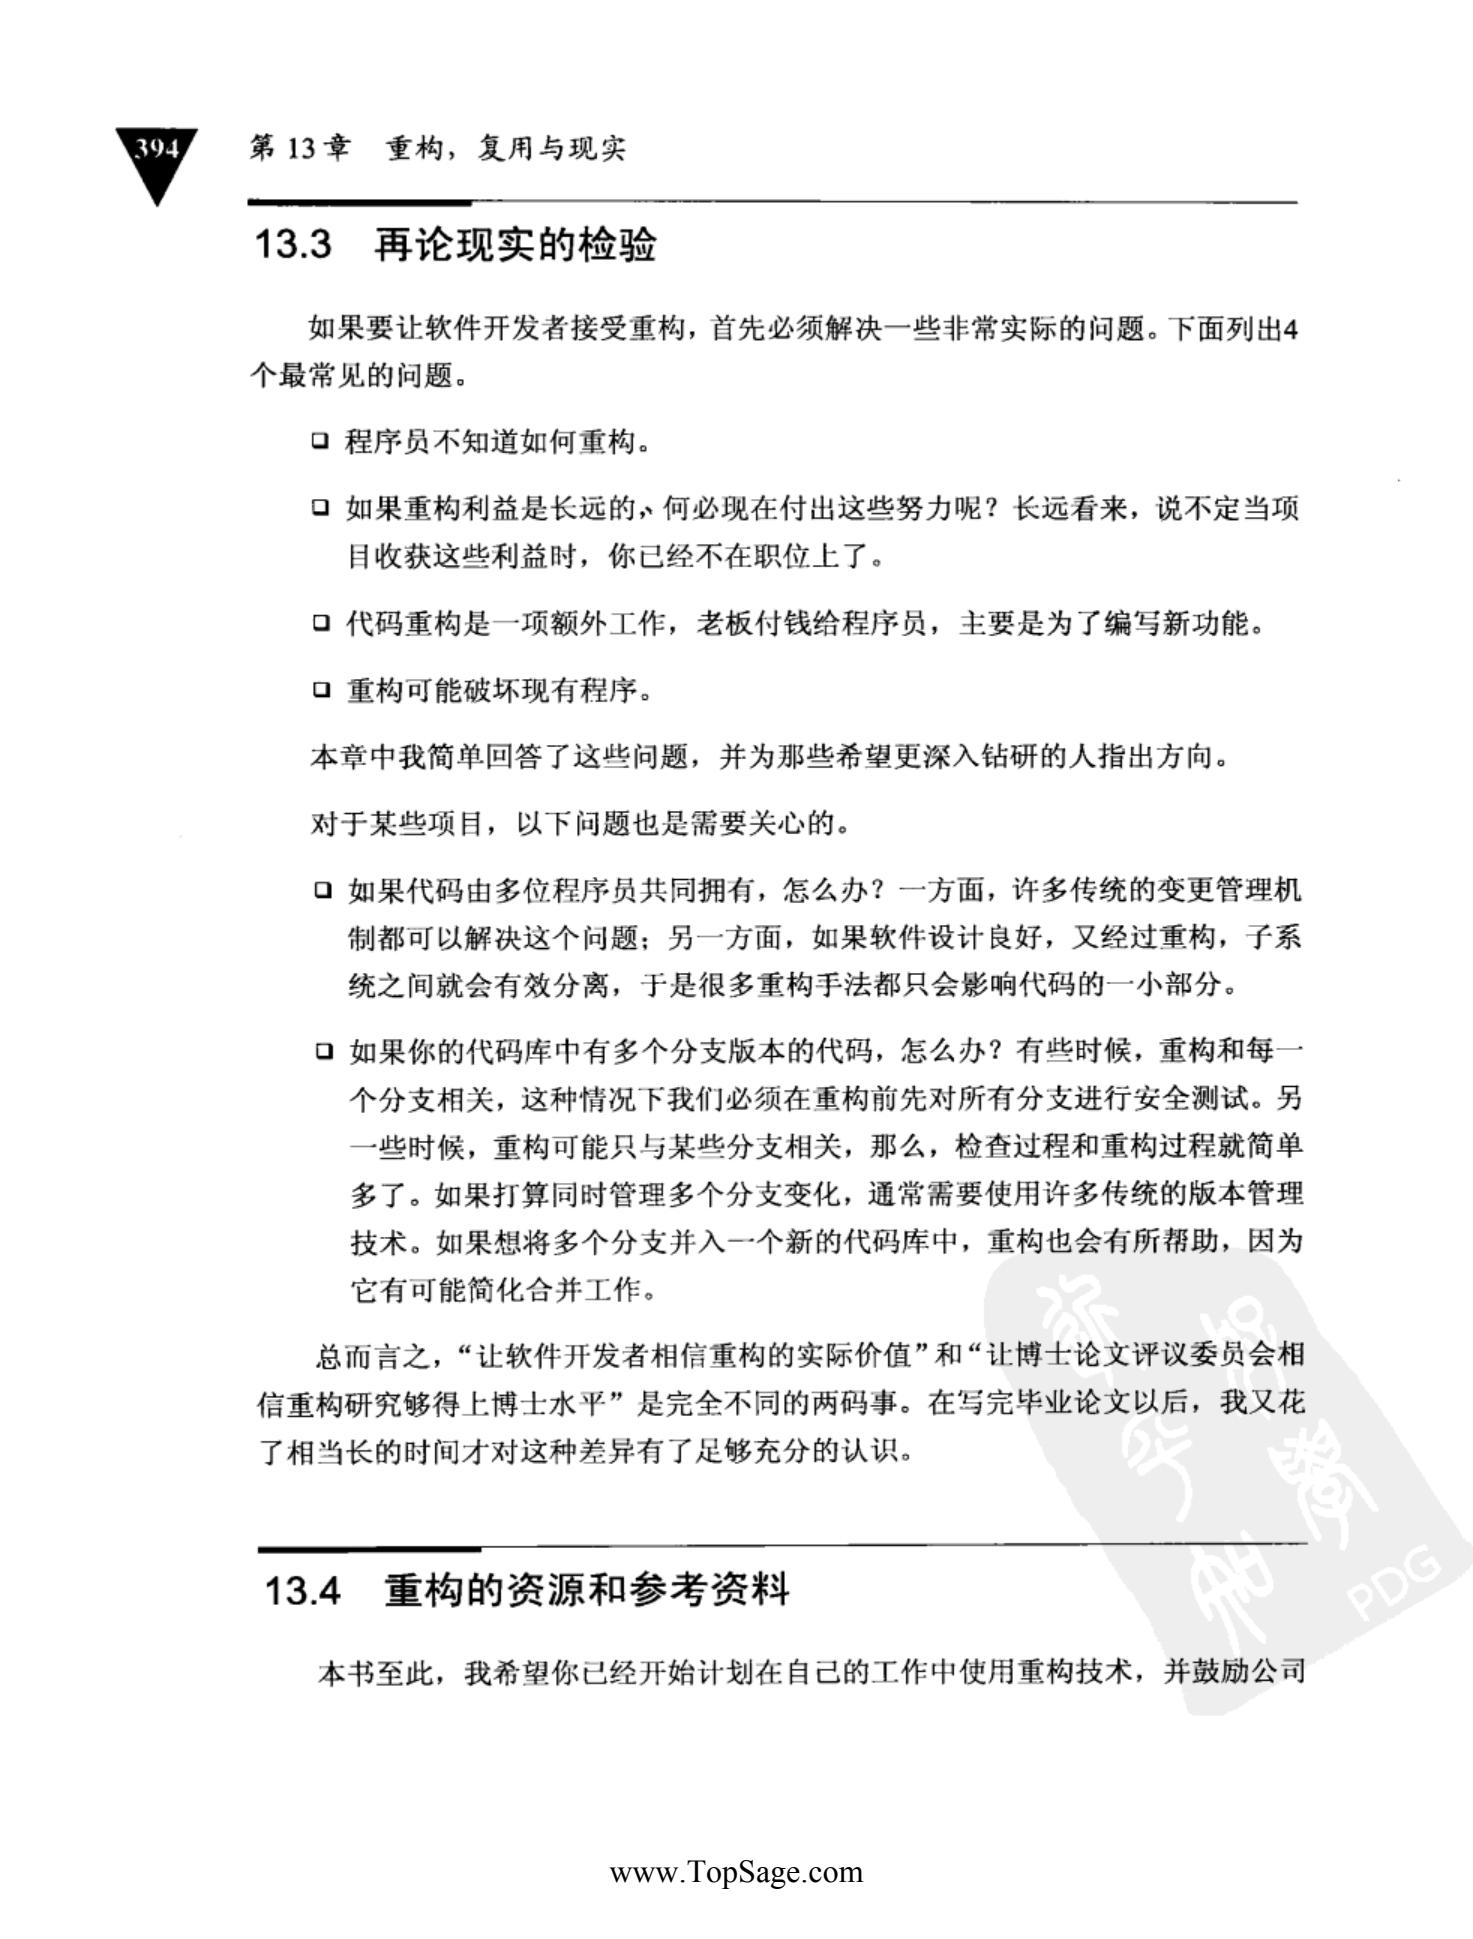 394
第 13 章 重构，复用与现实
13.3 再论现实的检验
如果要让软件开发者接受重构，首先必须解决一些非常实际的问题。下面列出4
个最常见的问题。
❑ 程序员不知道如何重构。
❑ 如果重构利益是长远的，何必现在付出这些努力呢？长远看来，说不定当项
目收获这些利益时，你已经不在职位上了。
❑ 代码重构是一项额外工作，老板付钱给程序员，主要是为了编写新功能。
❑ 重构可能破坏现有程序。
本章中我简单回答了这些问题，并为那些希望更深入钻研的人指出方向。
对于某些项目，以下问题也是需要关心的。
❑ 如果代码由多位程序员共同拥有，怎么办？一方面，许多传统的变更管理机
制都可以解决这个问题；另一方面，如果软件设计良好，又经过重构，子系
统之间就会有效分离，于是很多重构手法都只会影响代码的一小部分。
❑ 如果你的代码库中有多个分支版本的代码，怎么办？有些时候，重构和每一
个分支相关，这种情况下我们必须在重构前先对所有分支进行安全测试。另
一些时候，重构可能只与某些分支相关，那么，检查过程和重构过程就简单
多了。如果打算同时管理多个分支变化，通常需要使用许多传统的版本管理
技术。如果想将多个分支并入一个新的代码库中，重构也会有所帮助，因为
它有可能简化合并工作。
总而言之，“让软件开发者相信重构的实际价值”和“让博士论文评议委员会相
信重构研究够得上博士水平”是完全不同的两码事。在写完毕业论文以后，我又花
了相当长的时间才对这种差异有了足够充分的认识。
13.4 重构的资源和参考资料
本书至此，我希望你已经开始计划在自己的工作中使用重构技术，并鼓励公司
PDG
www.TopSage.com